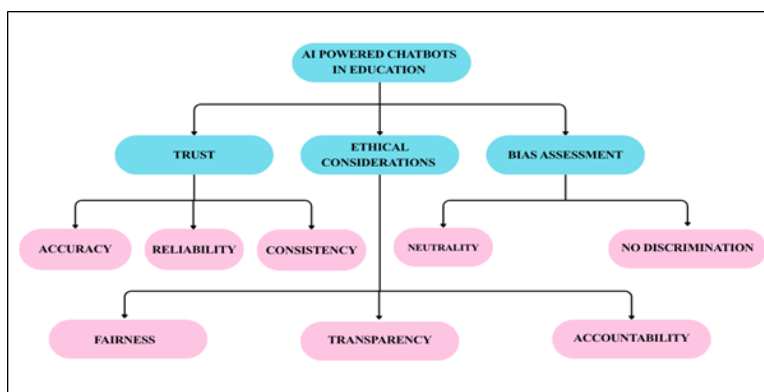 AI POWERED CHATBOTS
IN EDUCATION
TRUST
ETHICAL
CONSIDERATIONS
BIAS ASSESSMENT
ACCURACY
RELIABILITY
CONSISTENCY
NEUTRALITY
NO DISCRIMINATION
FAIRNESS
TRANSPARENCY
ACCOUNTABILITY